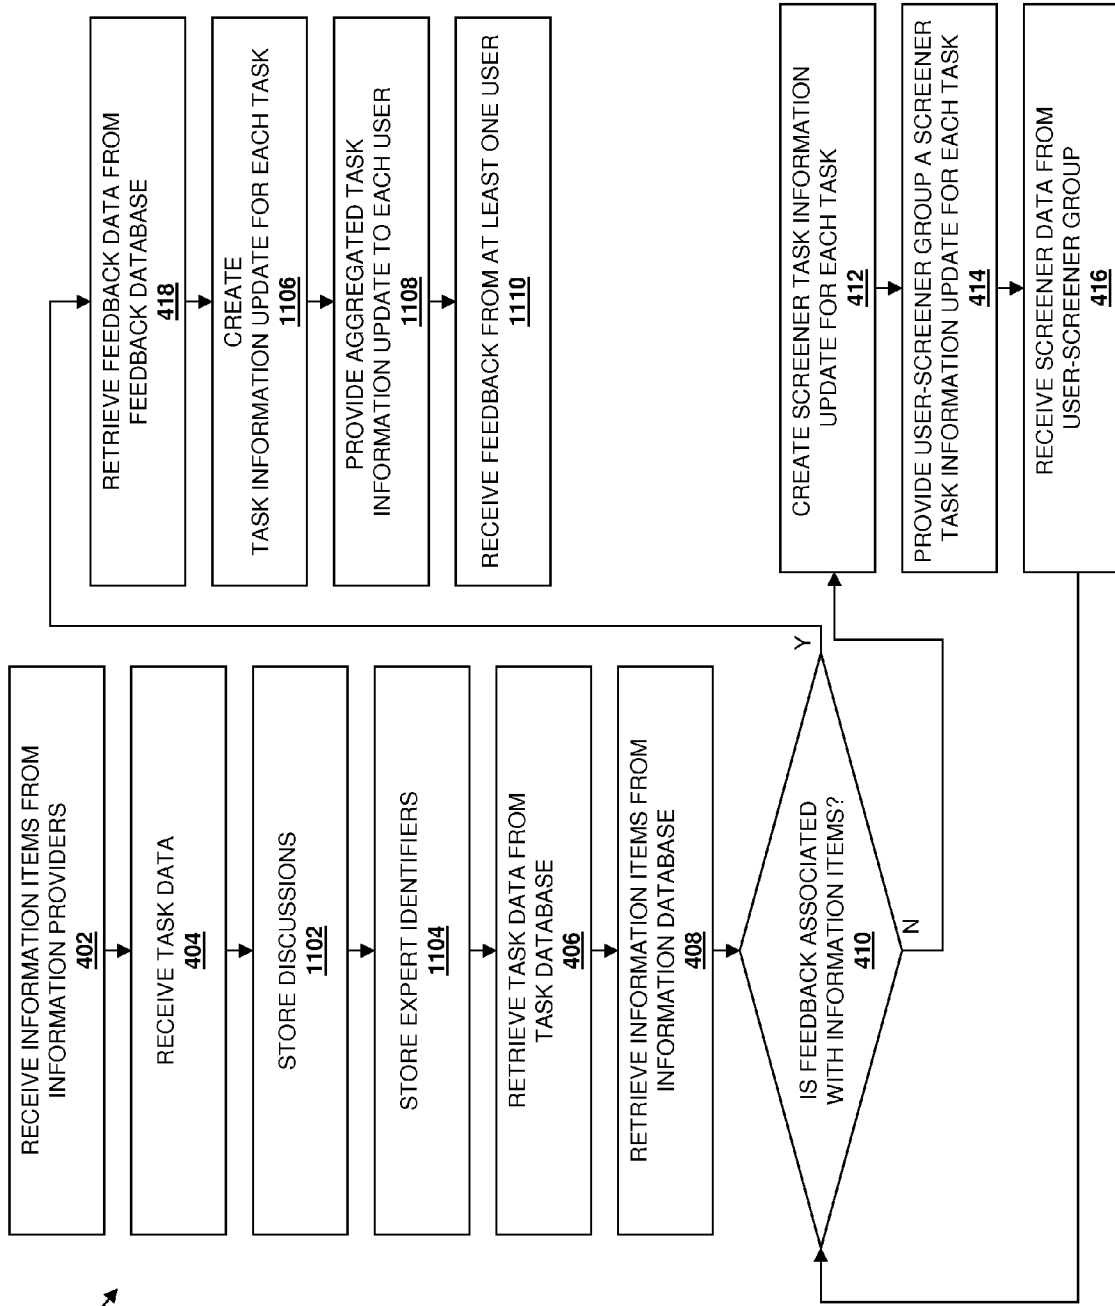 RECEIVE INFORMATION ITEMS FROM
INFORMATION PROVIDERS
402
RECEIVE TASK DATA
404
STORE DISCUSSIONS
1102
STORE EXPERT IDENTIFIERS
1104
RETRIEVE TASK DATA FROM
TASK DATABASE
406
RETRIEVE INFORMATION ITEMS FROM
INFORMATION DATABASE
408
IS FEEDBACK ASSOCIATED
WITH INFORMATION ITEMS?
410
Y
N
RETRIEVE FEEDBACK DATA FROM
FEEDBACK DATABASE
418
CREATE
TASK INFORMATION UPDATE FOR EACH TASK
1106
PROVIDE AGGREGATED TASK
INFORMATION UPDATE TO EACH USER
1108
RECEIVE FEEDBACK FROM AT LEAST ONE USER
1110
CREATE SCREENER TASK INFORMATION
UPDATE FOR EACH TASK
412
PROVIDE USER-SCREENER GROUP A SCREENER
TASK INFORMATION UPDATE FOR EACH TASK
414
RECEIVE SCREENER DATA FROM
USER-SCREENER GROUP
416